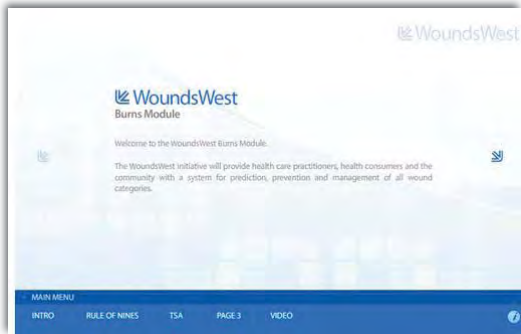 WoundsWest
WoundsWest
Burns Module
Welcome to the WoundsWest Burns Module.
The WoundsWest initiative will provide health care practitioners, health consumers and the
community with a system for prediction, prevention and management of all wound
categories.
MAIN MENU
INTRO RULE OF NINES TSA PAGE 3 VIDEO
i